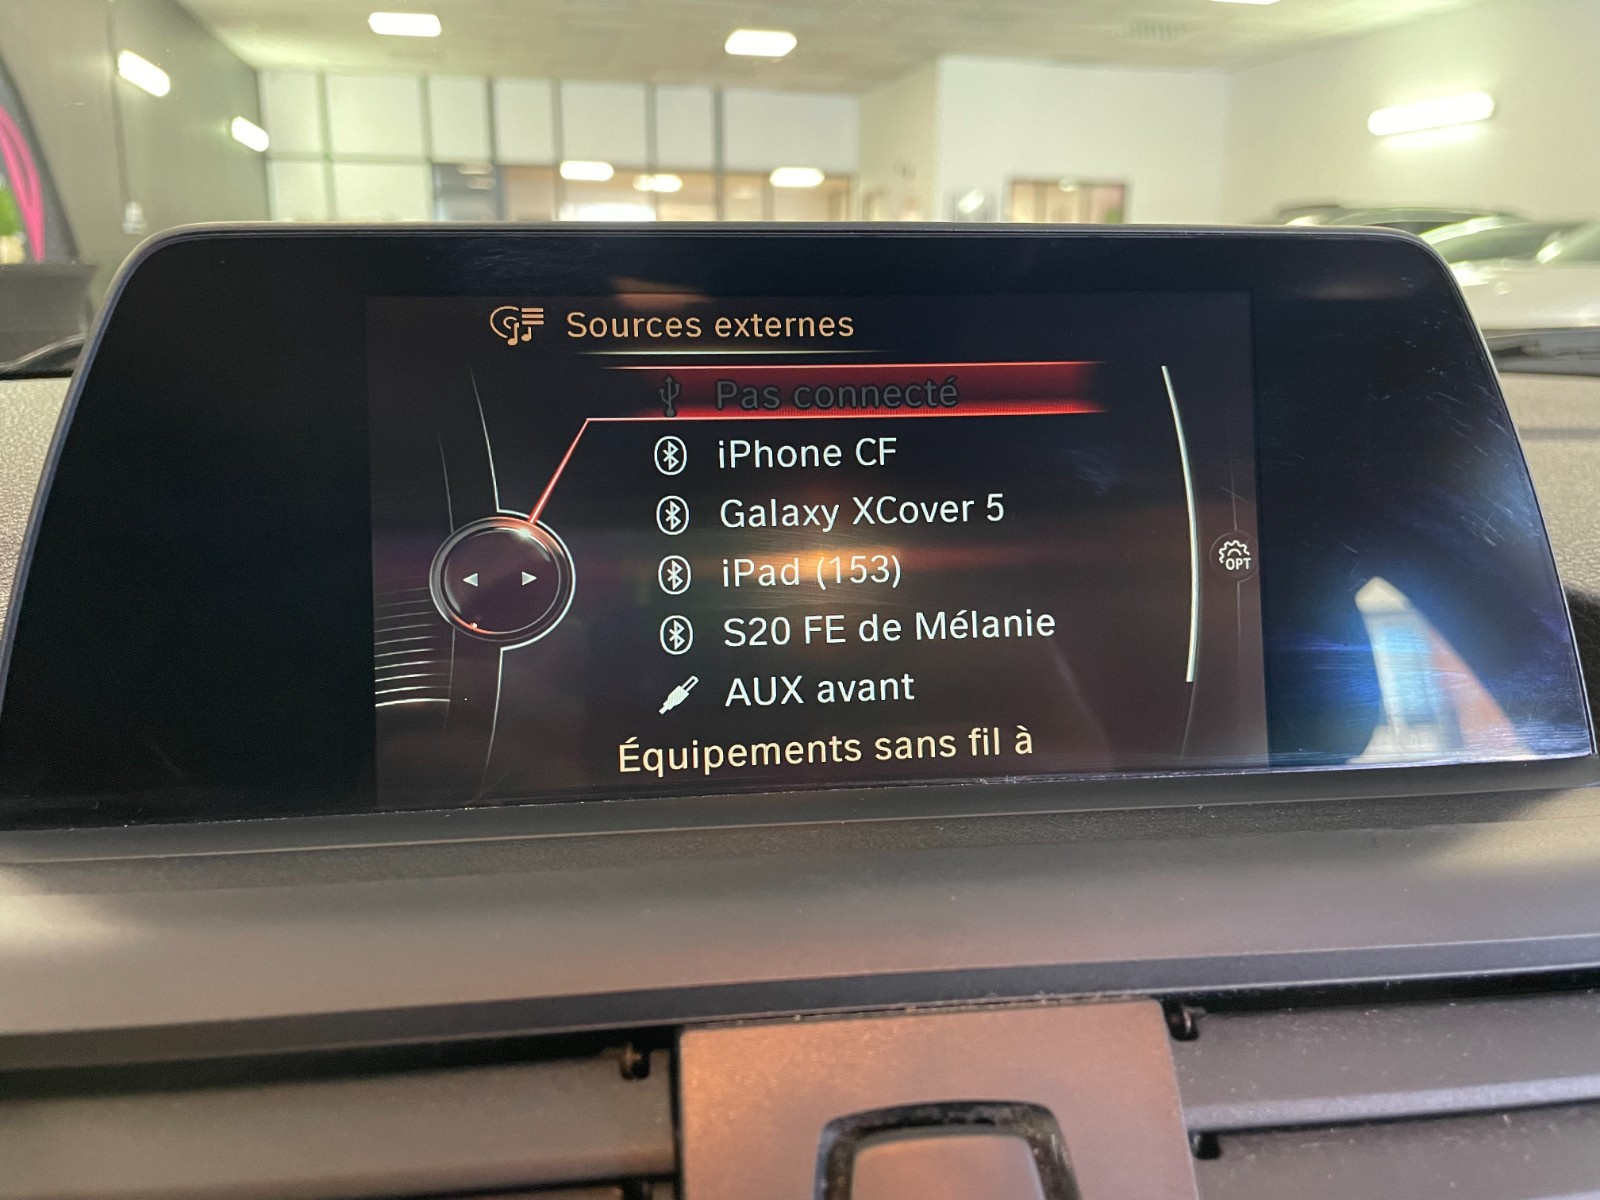 Sources externes
Pas connecté
iPhone CF
Galaxy XCover 5
iPad (153)
OPT
S20 FE de Mélanie
AUX avant
Équipements sans fil à